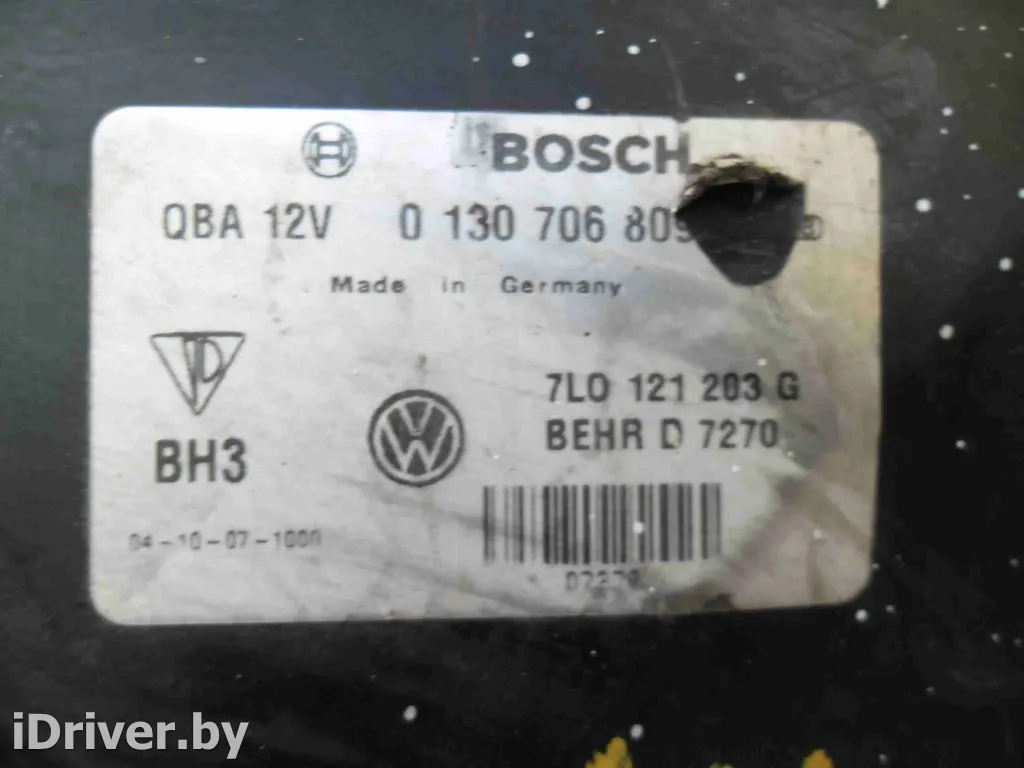 BOSCH
QBA 12V 0 130 706 809
Made in Germany
7L0 121 203 G
BEHR D 7270
BH3
04-10-07-1000
iDriver.by